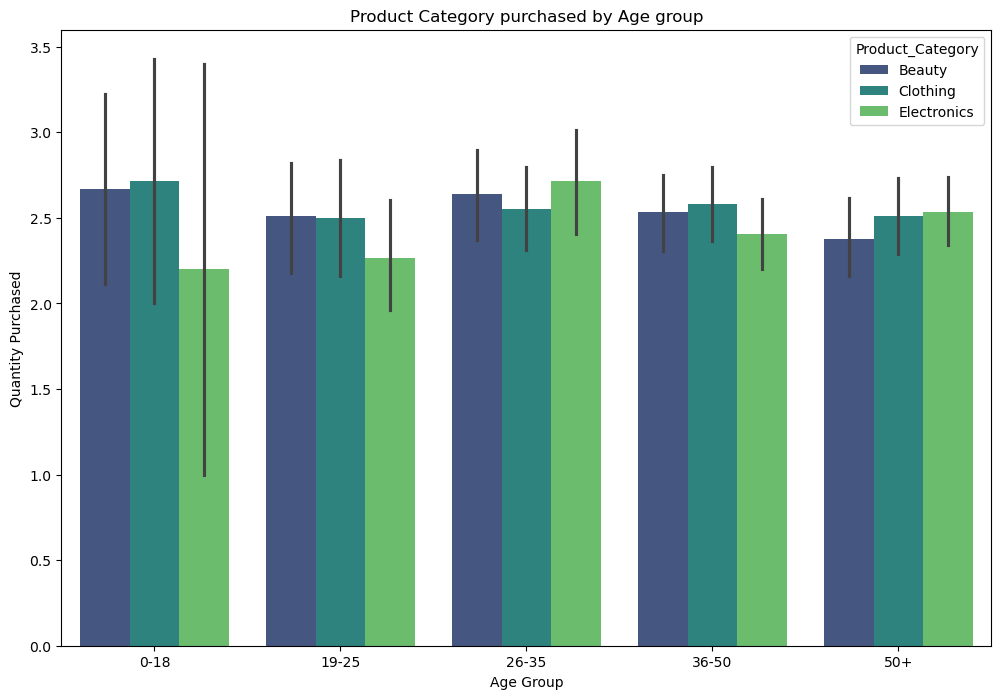 Product Category purchased by Age group
Product_Category
Beauty
Clothing
Electronics
Quantity Purchased
3.5
3.0
2.5
2.0
1.5
1.0
0.5
0.0
0-18
19-25
26-35
36-50
50+
Age Group